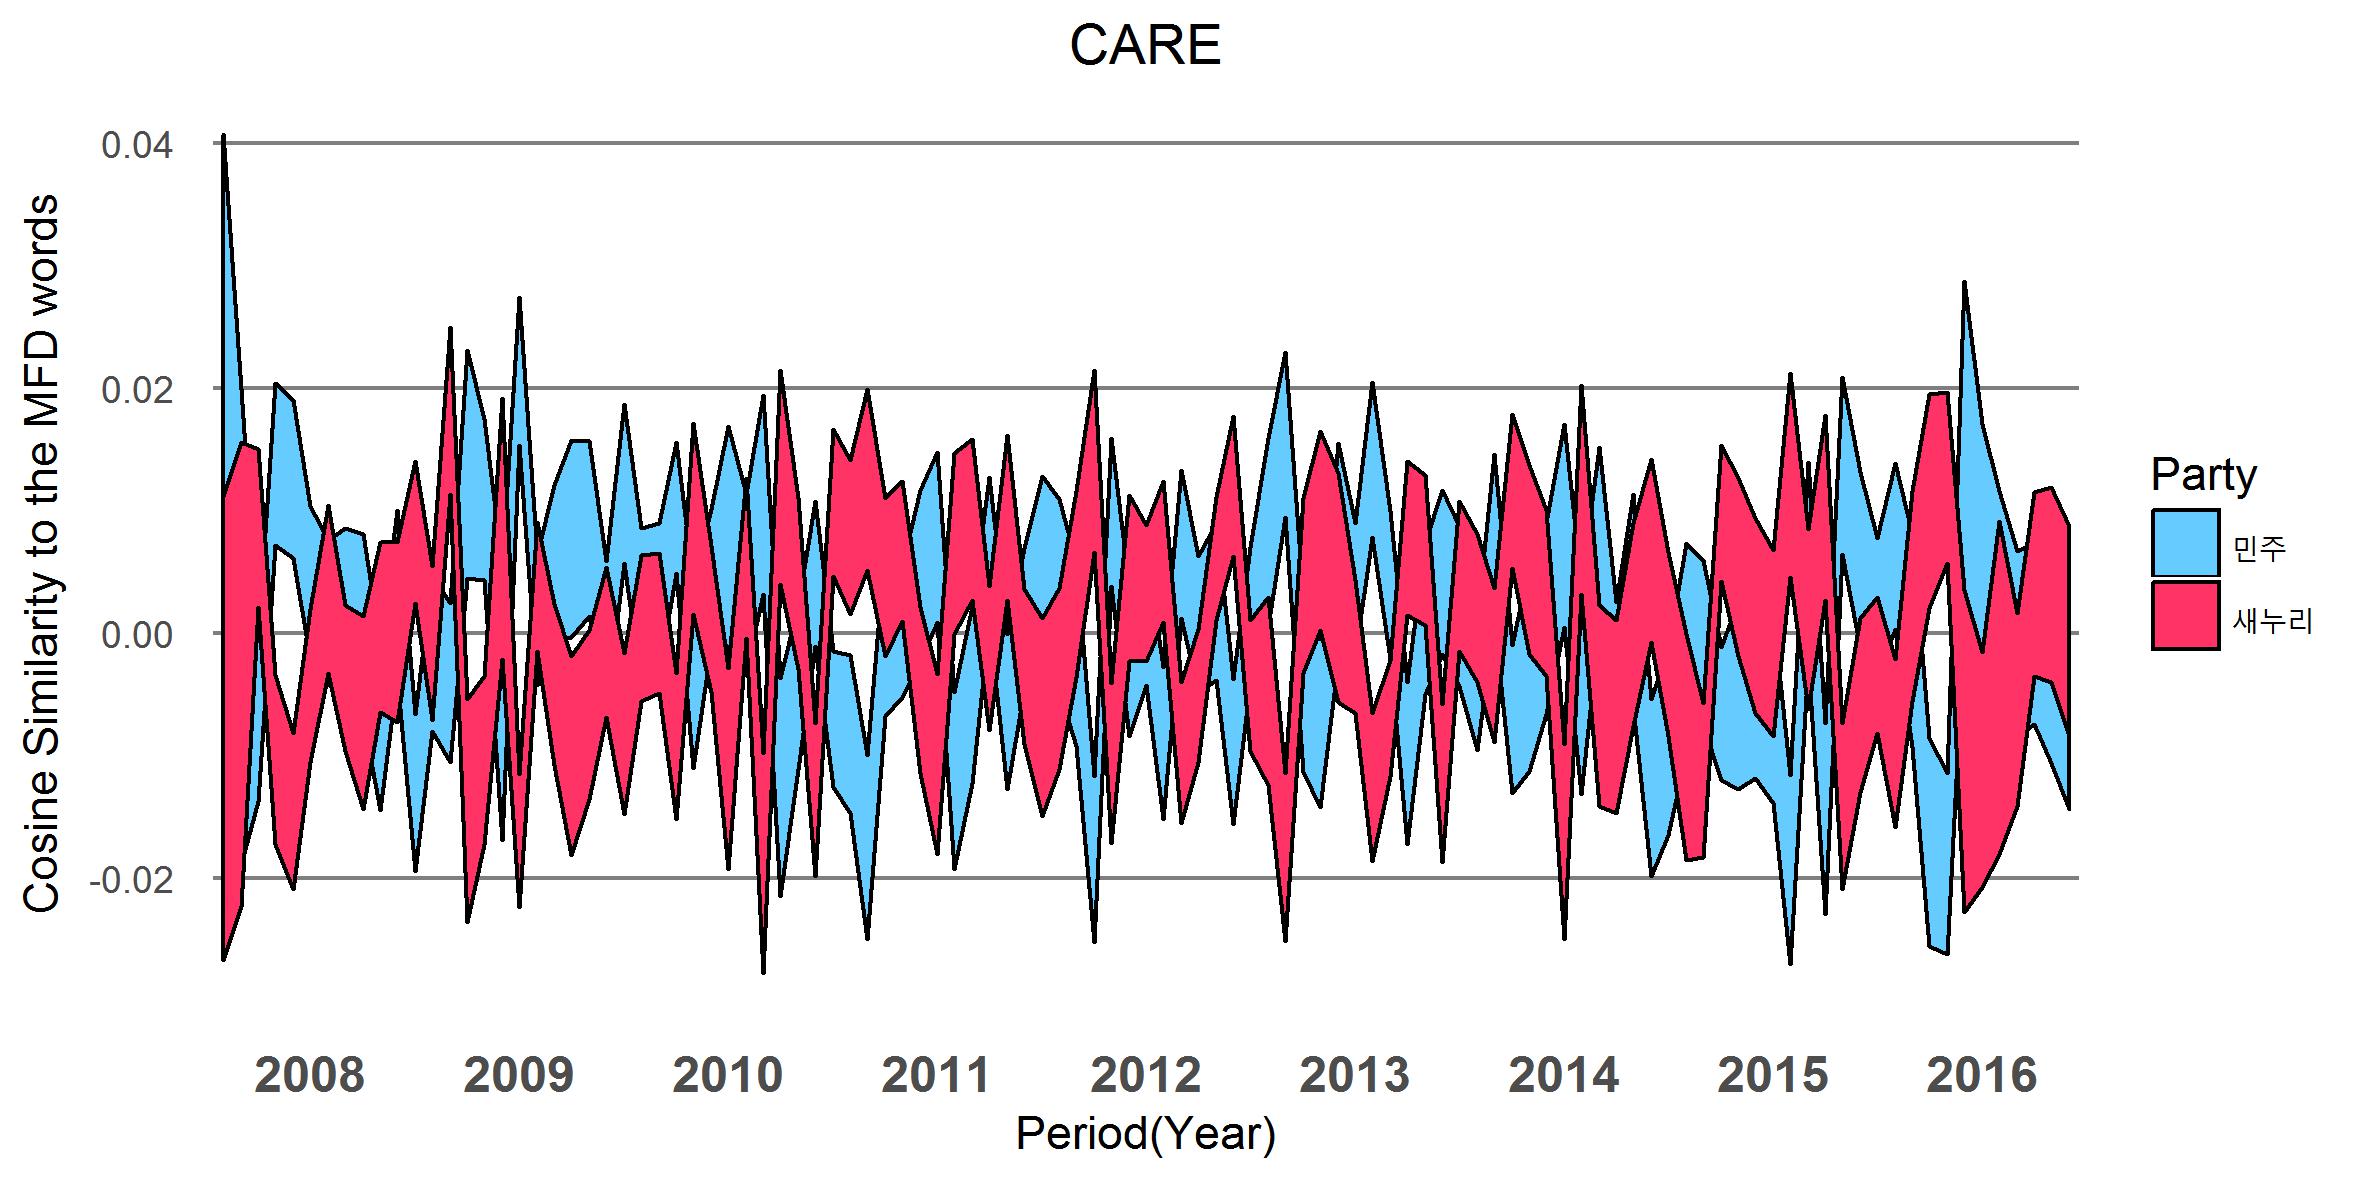 CARE
Cosine Similarity to the MFD words
0.04
0.02
0.00
-0.02
2008 2009 2010 2011 2012 2013 2014 2015 2016
Period(Year)
Party
민주
새누리